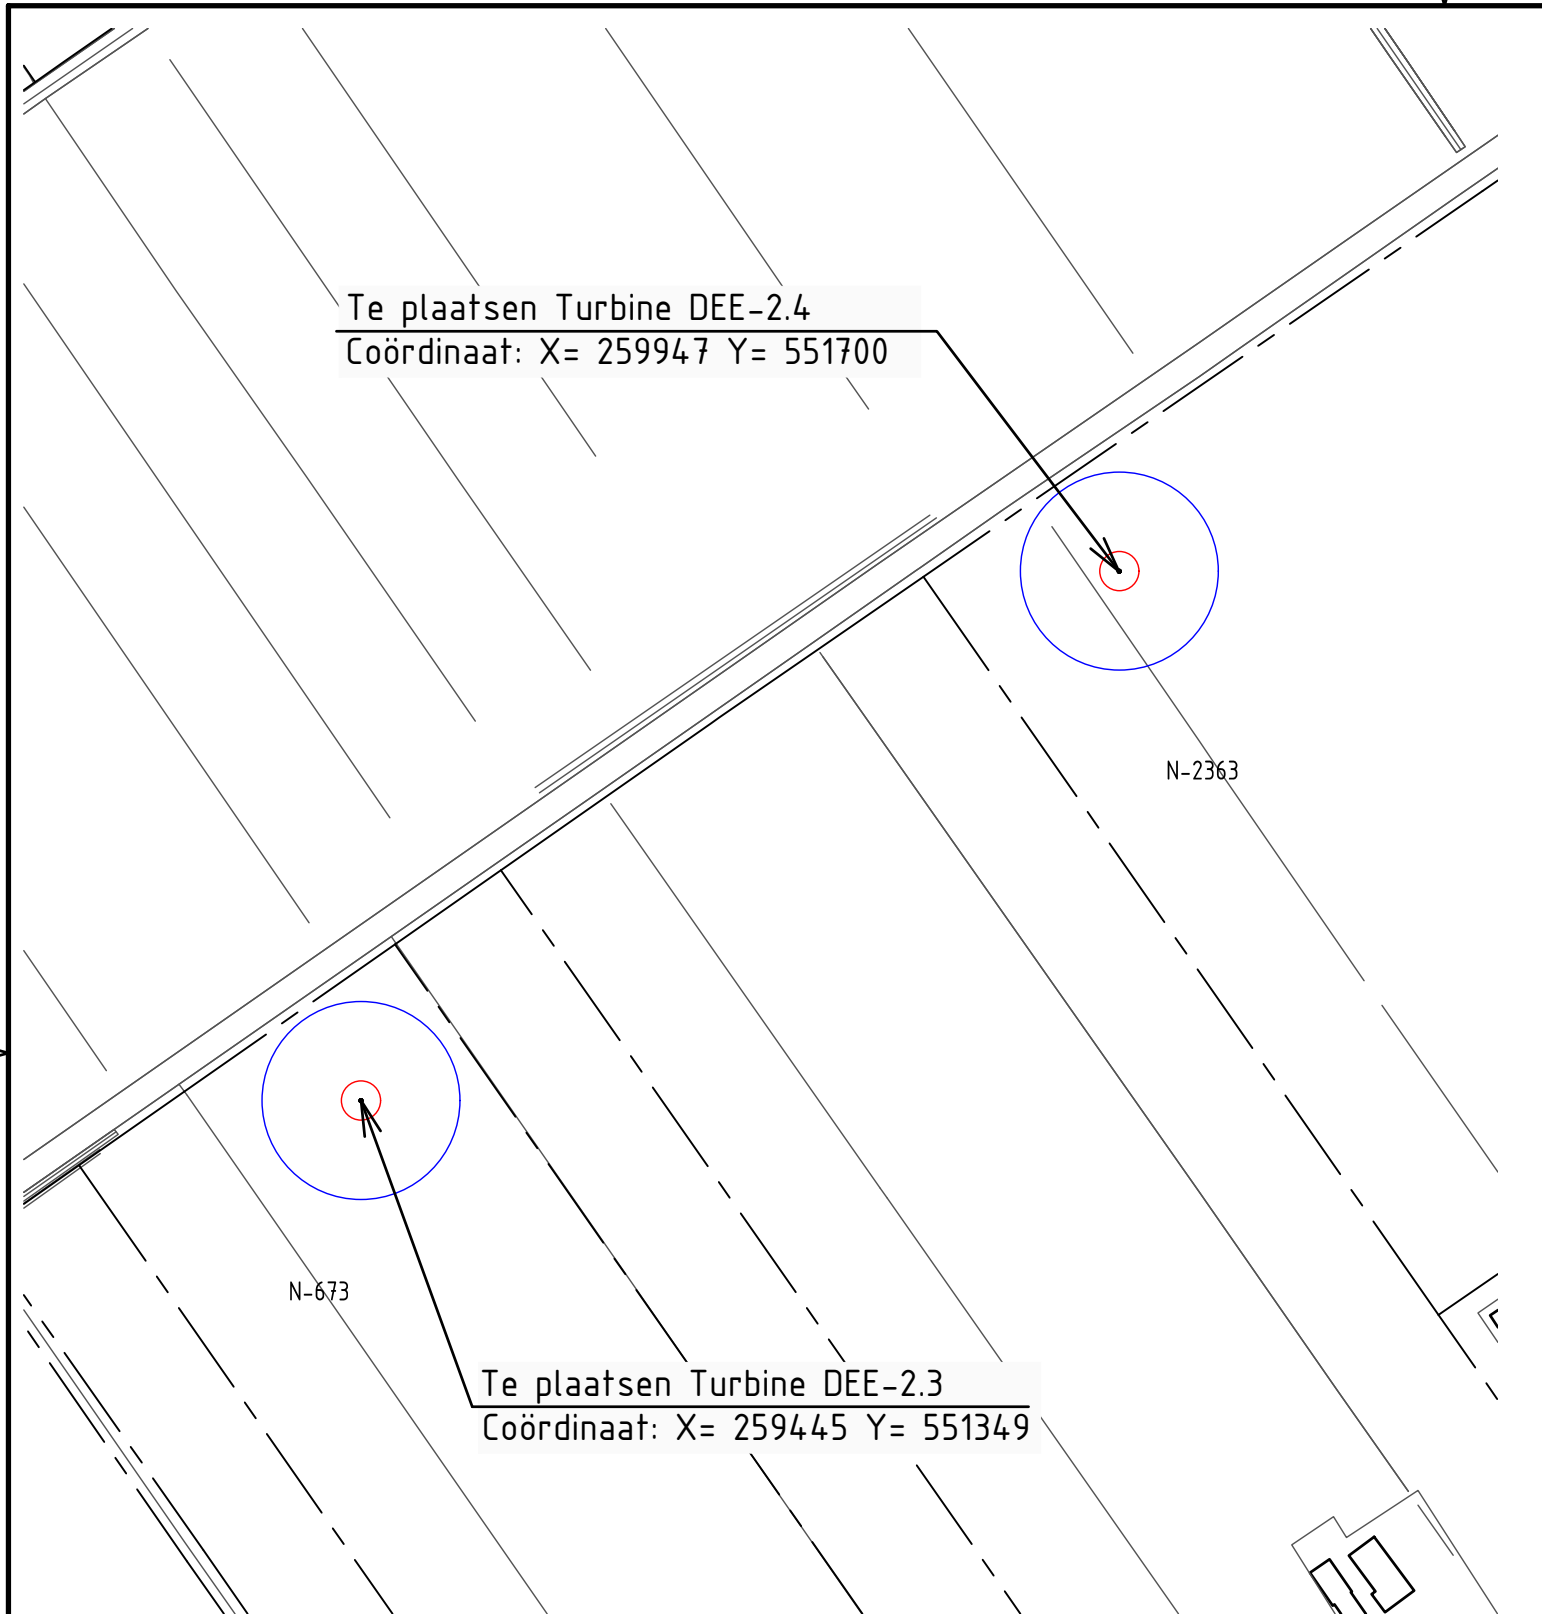 Te plaatsen Turbine DEE-2.4
Coördinaat: X= 259947 Y= 551700
N-2363
N-673
Te plaatsen Turbine DEE-2.3
Coördinaat: X= 259445 Y= 551349